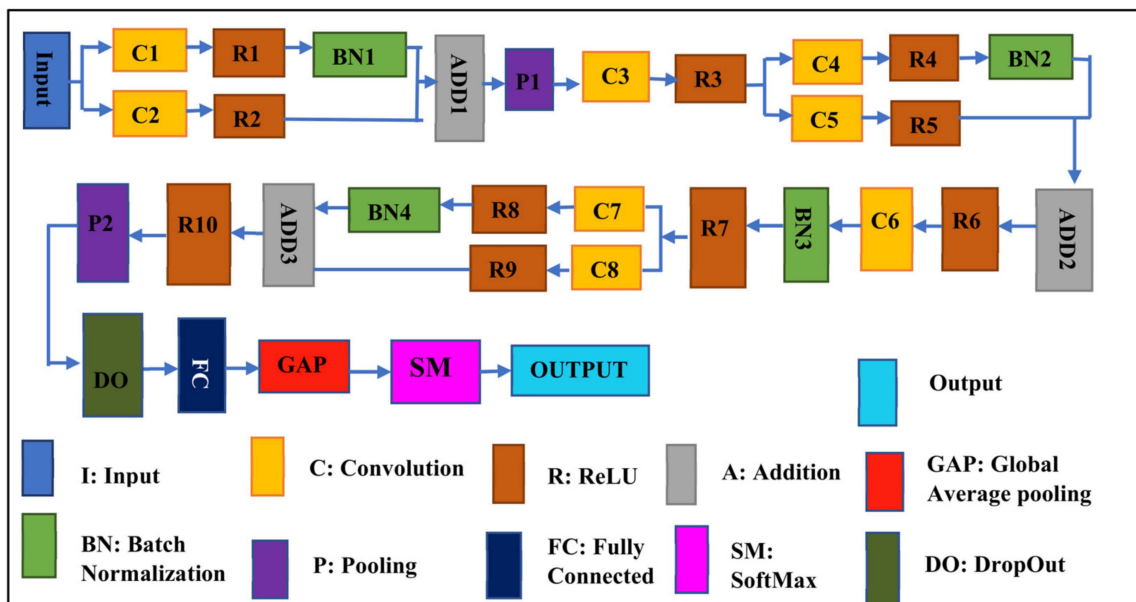 Input
C1
R1
BN1
C2
R2
ADD1
P1
C3
R3
C4
R4
BN2
C5
R5
P2
R10
ADD3
BN4
R8
C7
R9
C8
R7
BN3
C6
R6
ADD2
DO
FC
GAP
SM
OUTPUT
Output
I: Input
C: Convolution
R: ReLU
A: Addition
GAP: Global
Average pooling
BN: Batch
Normalization
P: Pooling
FC: Fully
Connected
SM:
SoftMax
DO: DropOut